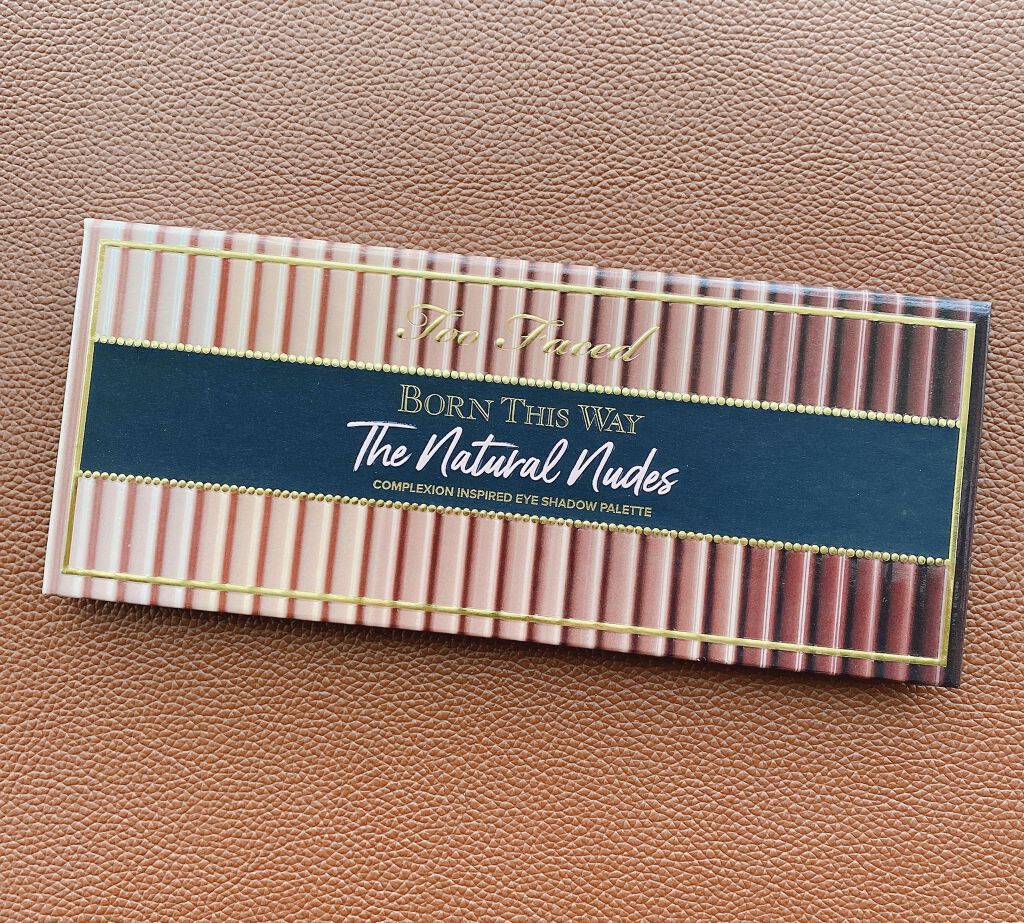 Too Faced
BORN THIS WAY
The Natural Nudes
COMPLEXION INSPIRED EYE SHADOW PALETTE